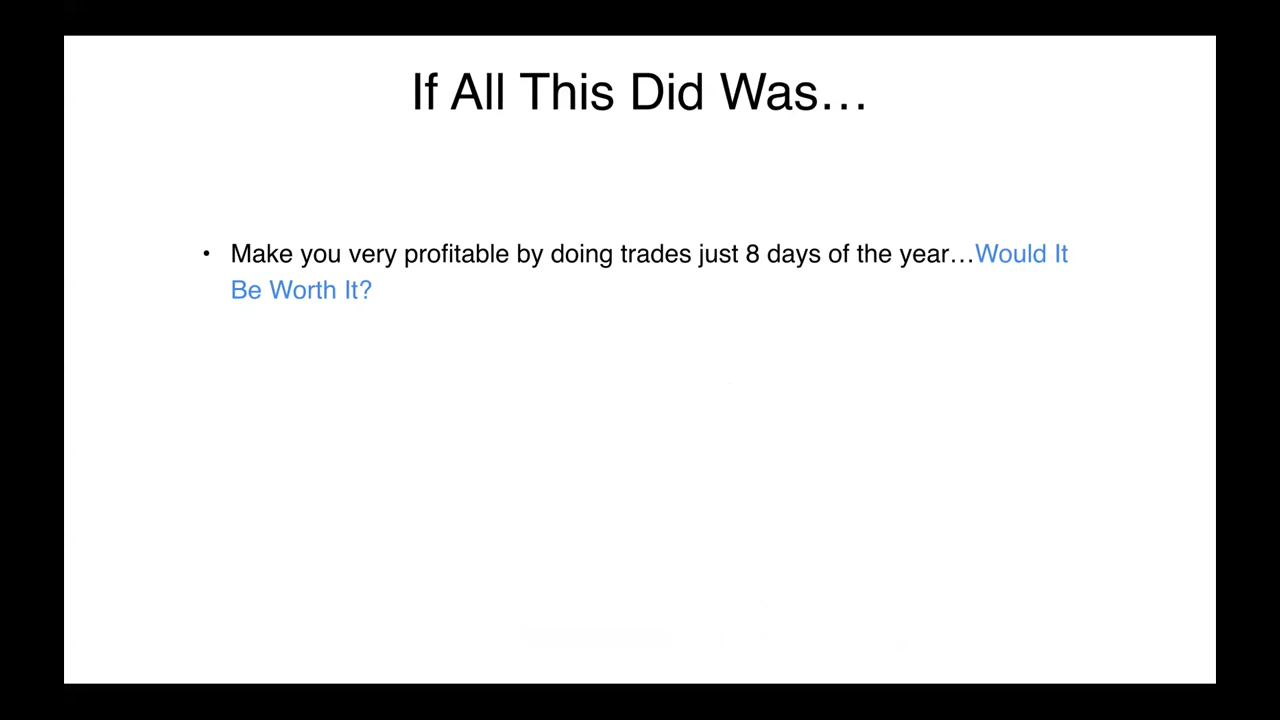 If All This Did Was…
• Make you very profitable by doing trades just 8 days of the year…Would It
Be Worth It?